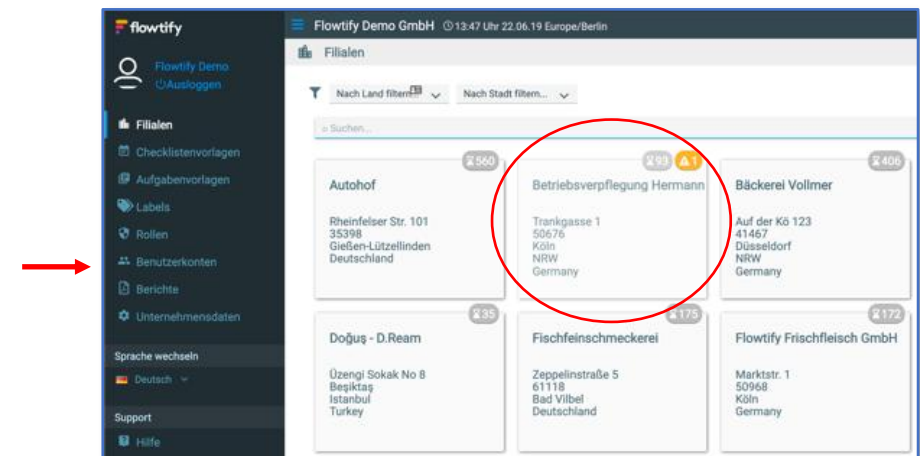 flowtify
Flowtify Demo GmbH 13:47 Uhr 22.06.19 Europe/Berlin
Flowtify Demo
Ausloggen
Filialen
Nach Land filtern...
Nach Stadt filtern...
Suchen...
Filialen
Checklistenvorlagen
Aufgabenvorlagen
Labels
Rollen
Benutzerkonten
Berichte
Unternehmensdaten
Sprache wechseln
Deutsch
Support
Hilfe
560
Autohof
Rheinfelser Str. 101
35398
Gießen-Lützellinden
Deutschland
93 1
Betriebsverpflegung Hermann
Trankgasse 1
50676
Köln
NRW
Germany
406
Bäckerei Vollmer
Auf der Kö 123
41467
Düsseldorf
NRW
Germany
35
Doğuş - D.Ream
Üzengi Sokak No 8
Beşiktaş
Istanbul
Turkey
175
Fischfeinschmeckerei
Zeppelinstraße 5
61118
Bad Vilbel
Deutschland
172
Flowtify Frischfleisch GmbH
Marktstr. 1
50968
Köln
Germany